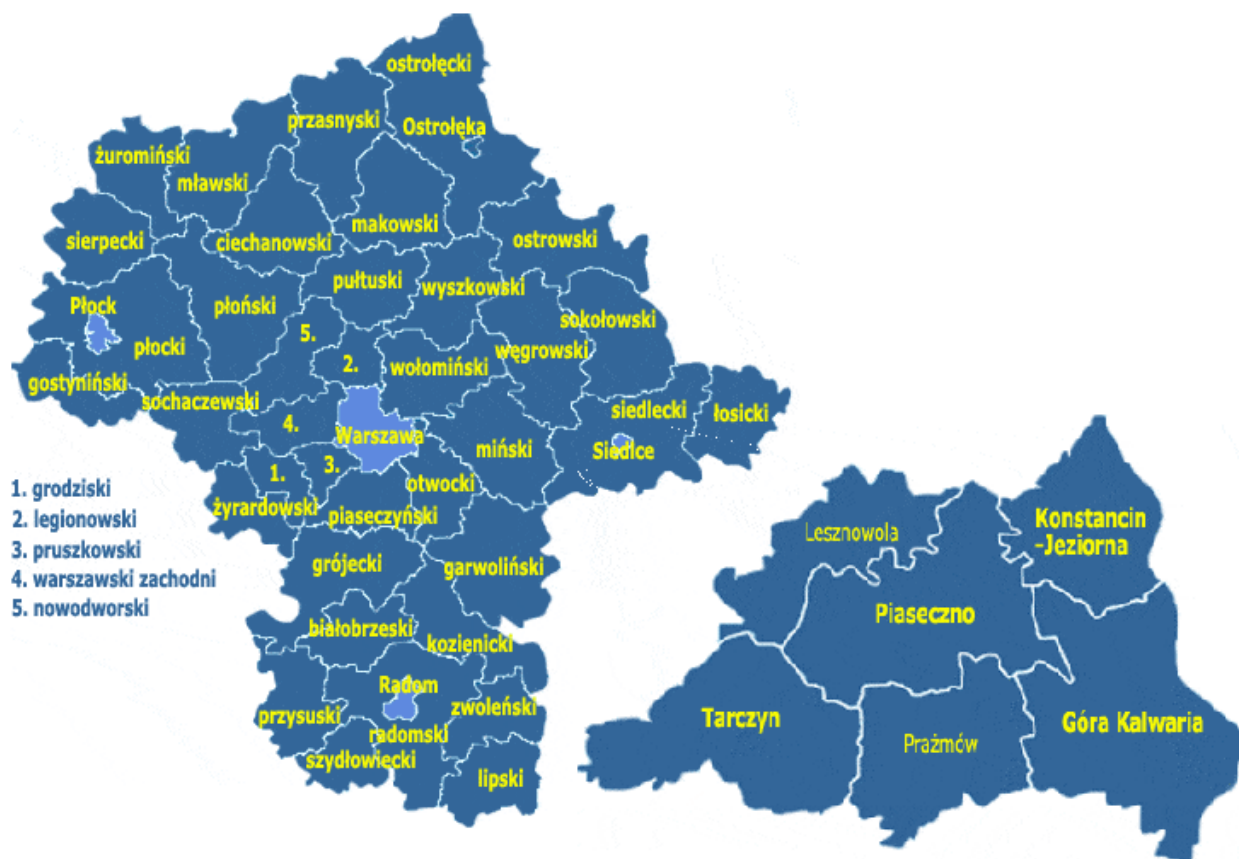 ostrołęcki
przasnyski
Ostrołęka
żuromiński
mławski
makowski
sierpecki
ciechanowski
ostrowski
pułtuski
wyszkowski
Płock
płoński
sokołowski
5.
płocki
węgrowski
2.
wołomiński
gostyniński
sochaczewski
siedlecki
łosicki
4.
Warszawa
miński
Siedlce
3.
1.
otwocki
żyrardowski
piaseczyński
1. grodziski
2. legionowski
3. pruszkowski
4. warszawski zachodni
5. nowodworski
grójecki
garwoliński
białobrzeski
kozienicki
Radom
zwoleński
przysuski
radomski
szydłowiecki
lipski
Lesznowola
Konstancin
-Jeziorna
Piaseczno
Tarczyn
Prażmów
Góra Kalwaria